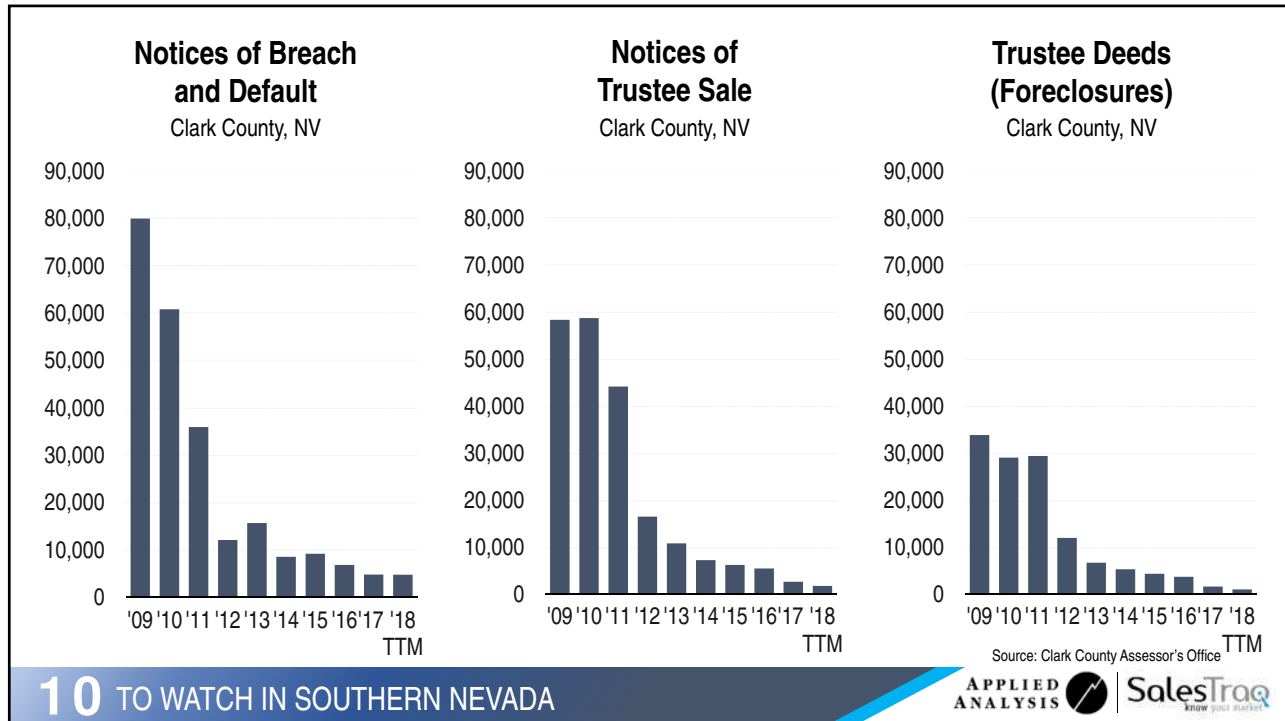 Notices of Breach
and Default
Clark County, NV
90,000
80,000
70,000
60,000
50,000
40,000
30,000
20,000
10,000
0
'09 '10 '11 '12 '13 '14 '15 '16 '17 '18
TTM
Notices of
Trustee Sale
Clark County, NV
90,000
80,000
70,000
60,000
50,000
40,000
30,000
20,000
10,000
0
'09 '10 '11 '12 '13 '14 '15 '16 '17 '18
TTM
Trustee Deeds
(Foreclosures)
Clark County, NV
90,000
80,000
70,000
60,000
50,000
40,000
30,000
20,000
10,000
0
'09 '10 '11 '12 '13 '14 '15 '16 '17 '18
TTM
Source: Clark County Assessor's Office
10 TO WATCH IN SOUTHERN NEVADA
APPLIED
ANALYSIS
SalesTraq
know your market